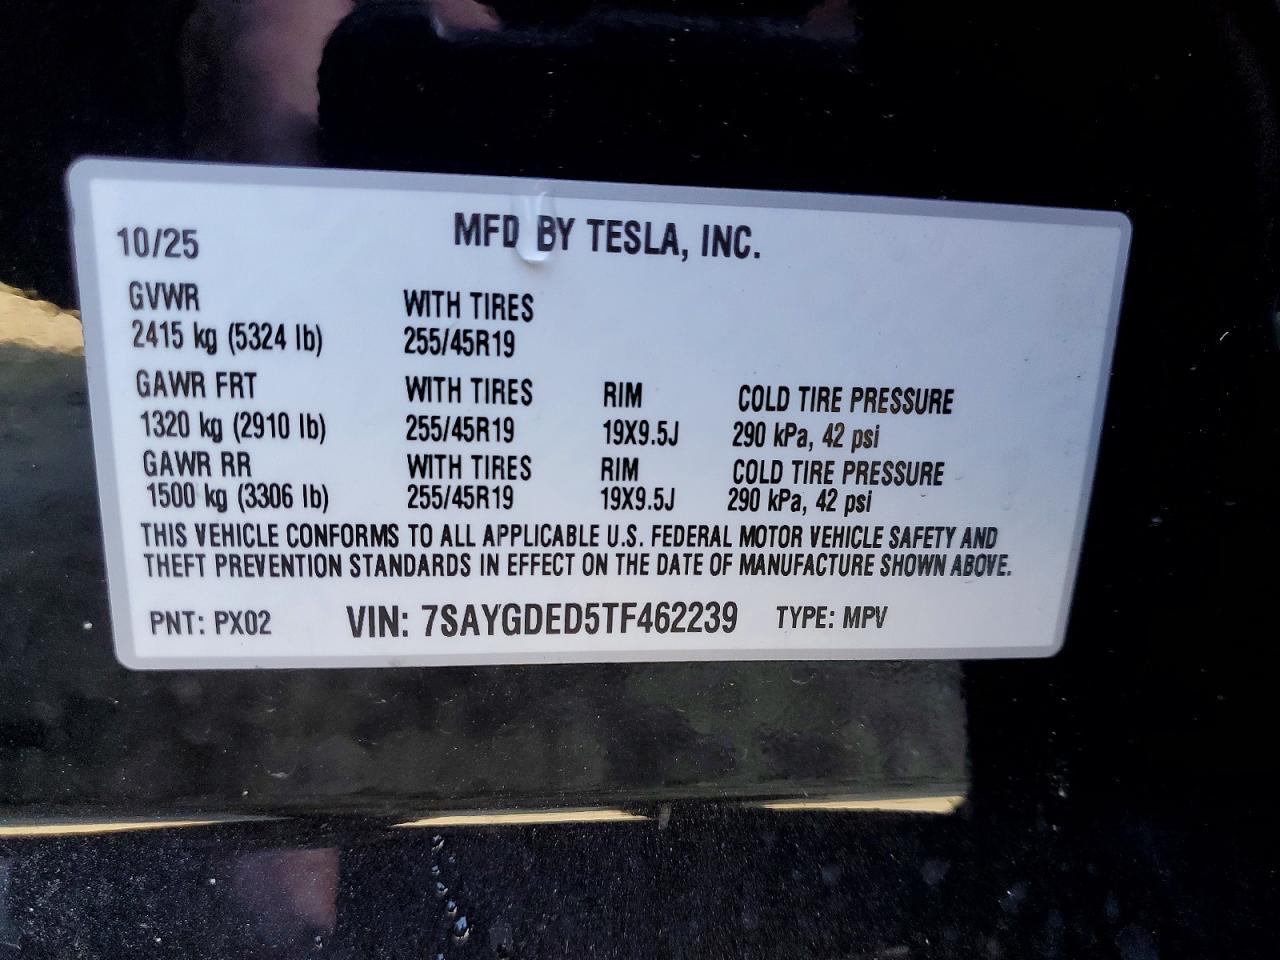 10/25 MFD BY TESLA, INC.
GVWR WITH TIRES
2415 kg (5324 lb) 255/45R19
GAWR FRT WITH TIRES RIM COLD TIRE PRESSURE
1320 kg (2910 lb) 255/45R19 19X9.5J 290 kPa, 42 psi
GAWR RR WITH TIRES RIM COLD TIRE PRESSURE
1500 kg (3306 lb) 255/45R19 19X9.5J 290 kPa, 42 psi
THIS VEHICLE CONFORMS TO ALL APPLICABLE U.S. FEDERAL MOTOR VEHICLE SAFETY AND
THEFT PREVENTION STANDARDS IN EFFECT ON THE DATE OF MANUFACTURE SHOWN ABOVE.
PNT: PX02 VIN: 7SAYGDED5TF462239 TYPE: MPV